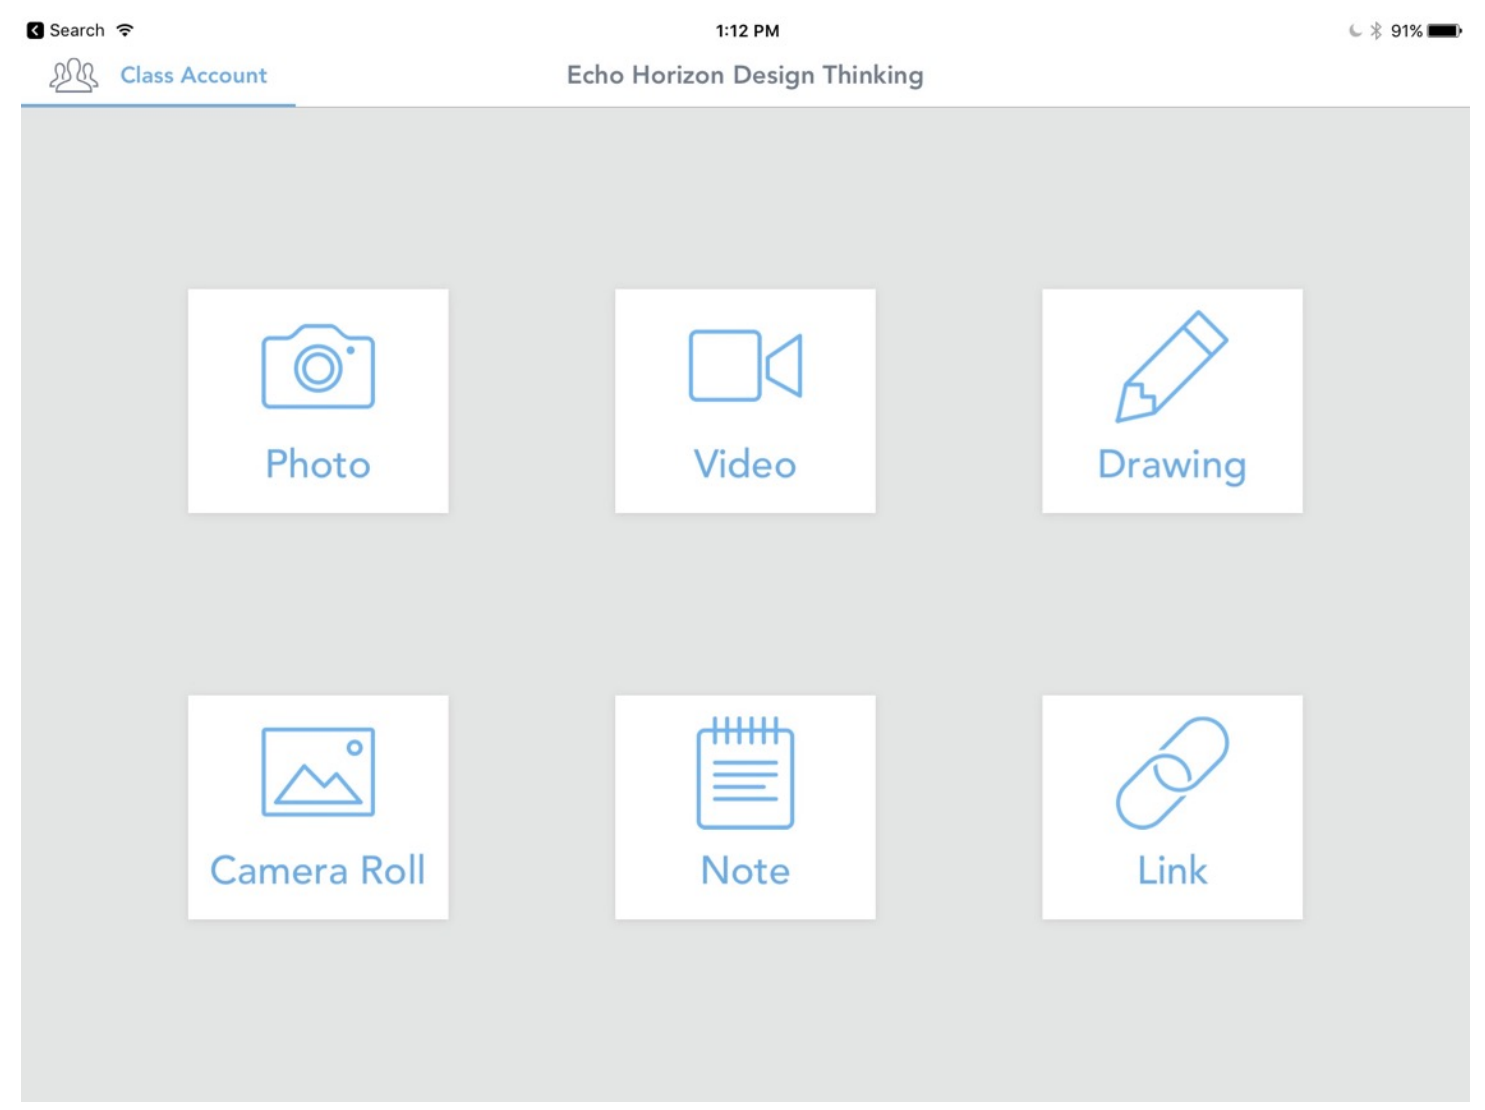 Search 1:12 PM 91%
Class Account Echo Horizon Design Thinking
Photo Video Drawing
Camera Roll Note Link